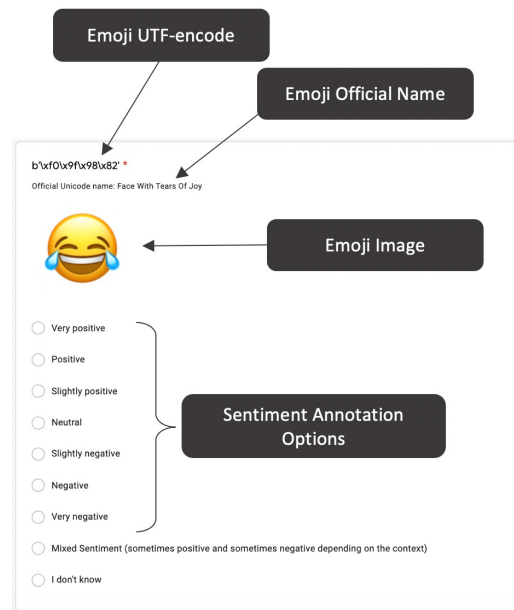 Emoji UTF-encode
Emoji Official Name
b'\xf0\x9f\x98\x82' *
Official Unicode name: Face With Tears Of Joy
Emoji Image
Very positive
Positive
Slightly positive
Neutral
Slightly negative
Negative
Very negative
Sentiment Annotation
Options
Mixed Sentiment (sometimes positive and sometimes negative depending on the context)
I don't know